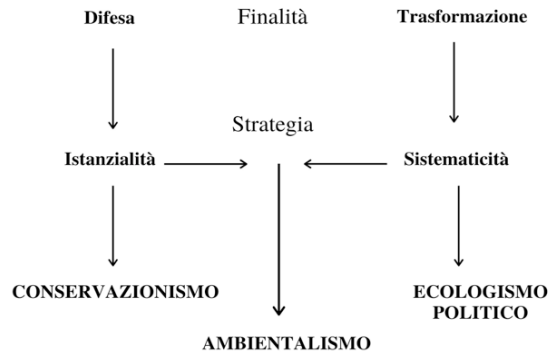 Difesa
Finalità
Trasformazione
Strategia
Istanzialità
Sistematicità
CONSERVAZIONISMO
ECOLOGISMO
POLITICO
AMBIENTALISMO